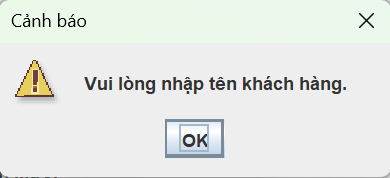 Cảnh báo
Vui lòng nhập tên khách hàng.
OK